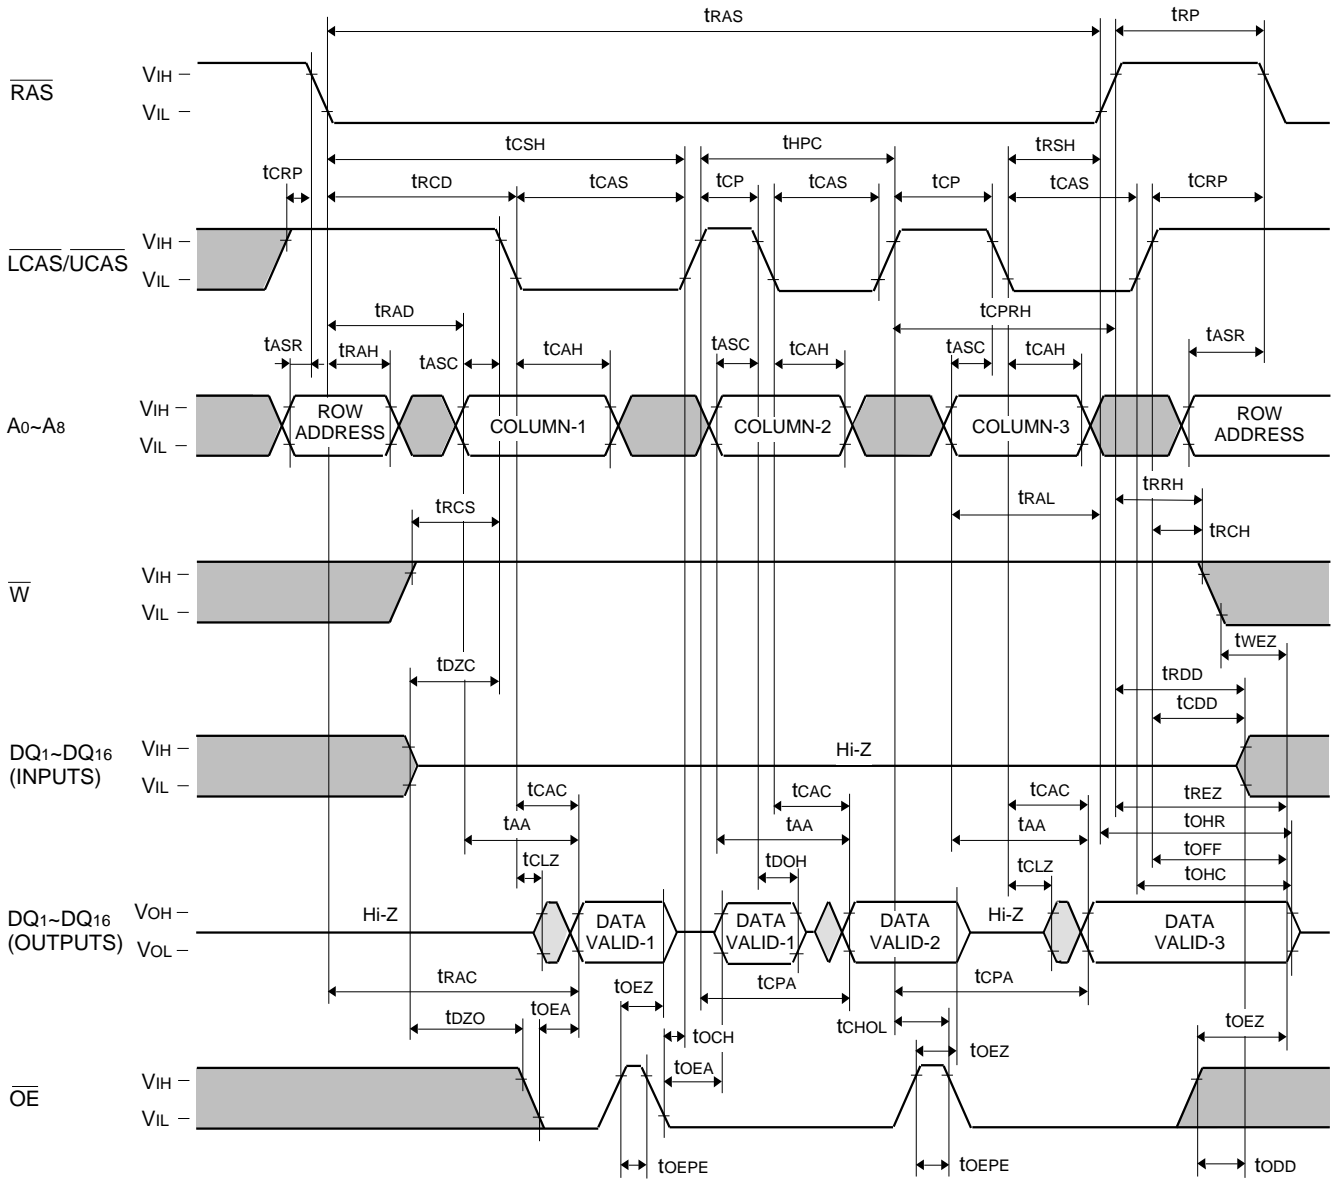 tRAS tRP
RAS
VIH
VIL
tCSH tHPC tRSH
tCRP tRCD tCAS tCP tCAS tCP tCAS tCRP
LCAS/UCAS
VIH
VIL
tRAD tCPRH
tASR tRAH tASC tCAH tASC tCAH tASC tCAH tASR
A0~A8
VIH
VIL
ROW
ADDRESS
COLUMN-1
COLUMN-2
COLUMN-3
ROW
ADDRESS
tRCS tRAL tRRH
tRCH
W
VIH
VIL
tWEZ
tDZC tRDD
tCDD
DQ1~DQ16
(INPUTS)
VIH
VIL
Hi-Z
tCAC tCAC tCAC tREZ
tAA tAA tAA tOHR
tCLZ tDOH tCLZ tOFF
tOHC
DQ1~DQ16
(OUTPUTS)
VOH
VOL
Hi-Z
DATA
VALID-1
DATA
VALID-1
DATA
VALID-2
Hi-Z
DATA
VALID-3
tRAC tOEZ tCPA tCPA
tDZO tOEA tOCH tCHOL tOEZ tOEZ
tOEA
OE
VIH
VIL
tOEPE tOEPE tODD